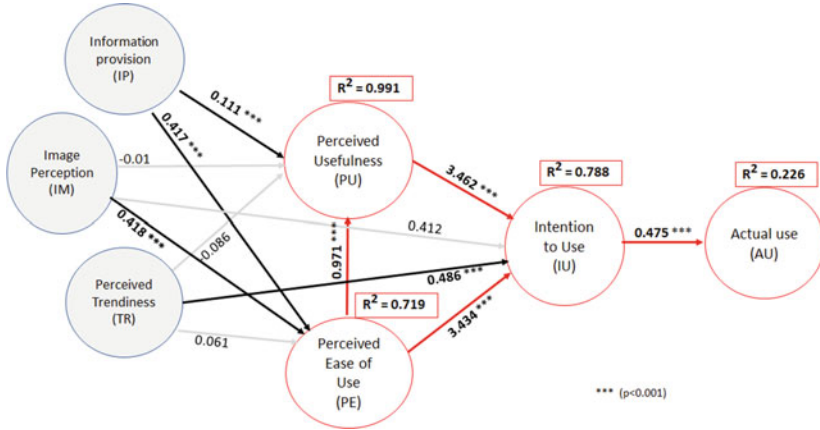 Information
provision
(IP)
R² = 0.991
0.111 ***
0.417 ***
Image
Perception
(IM)
-0.01
Perceived
Usefulness
(PU)
3.462 ***
R² = 0.788
R² = 0.226
0.418 ***
-0.086
0.412
0.971 ***
Intention
to Use
(IU)
0.475 ***
Actual use
(AU)
Perceived
Trendiness
(TR)
0.486 ***
R² = 0.719
0.061
Perceived
Ease of
Use
(PE)
3.434 ***
*** (p<0.001)